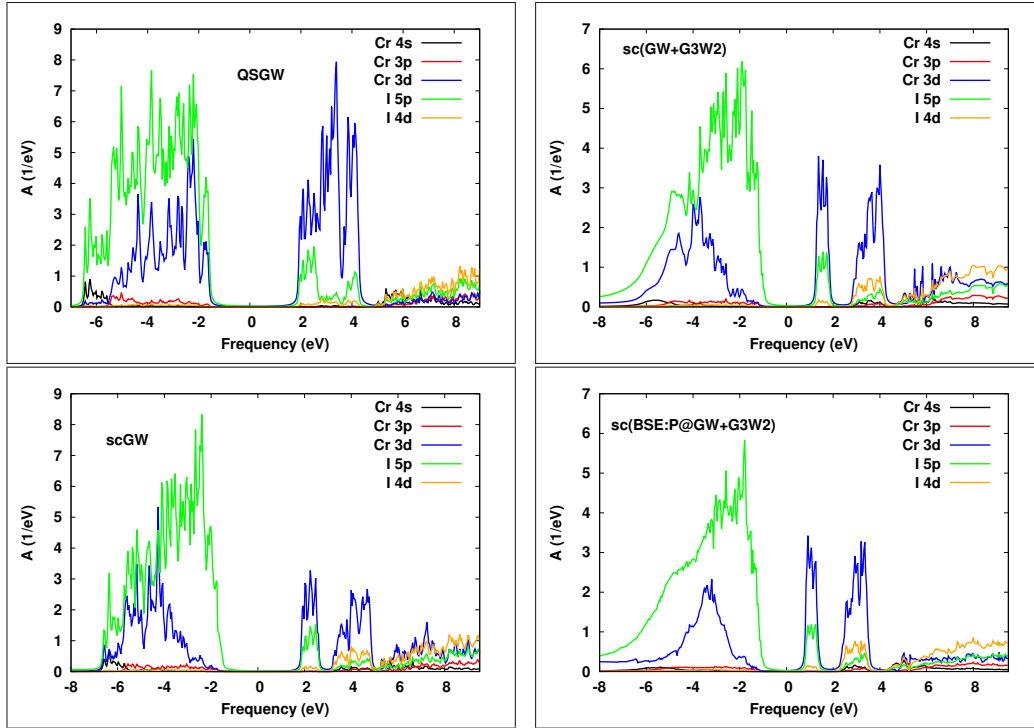 QSGW
Cr 4s
Cr 3p
Cr 3d
I 5p
I 4d
A (1/eV)
9
8
7
6
5
4
3
2
1
0
-6 -4 -2 0 2 4 6 8
Frequency (eV)
sc(GW+G3W2)
Cr 4s
Cr 3p
Cr 3d
I 5p
I 4d
A (1/eV)
7
6
5
4
3
2
1
0
-8 -6 -4 -2 0 2 4 6 8
Frequency (eV)
scGW
Cr 4s
Cr 3p
Cr 3d
I 5p
I 4d
A (1/eV)
9
8
7
6
5
4
3
2
1
0
-8 -6 -4 -2 0 2 4 6 8
Frequency (eV)
sc(BSE:P@GW+G3W2)
Cr 4s
Cr 3p
Cr 3d
I 5p
I 4d
A (1/eV)
7
6
5
4
3
2
1
0
-8 -6 -4 -2 0 2 4 6 8
Frequency (eV)